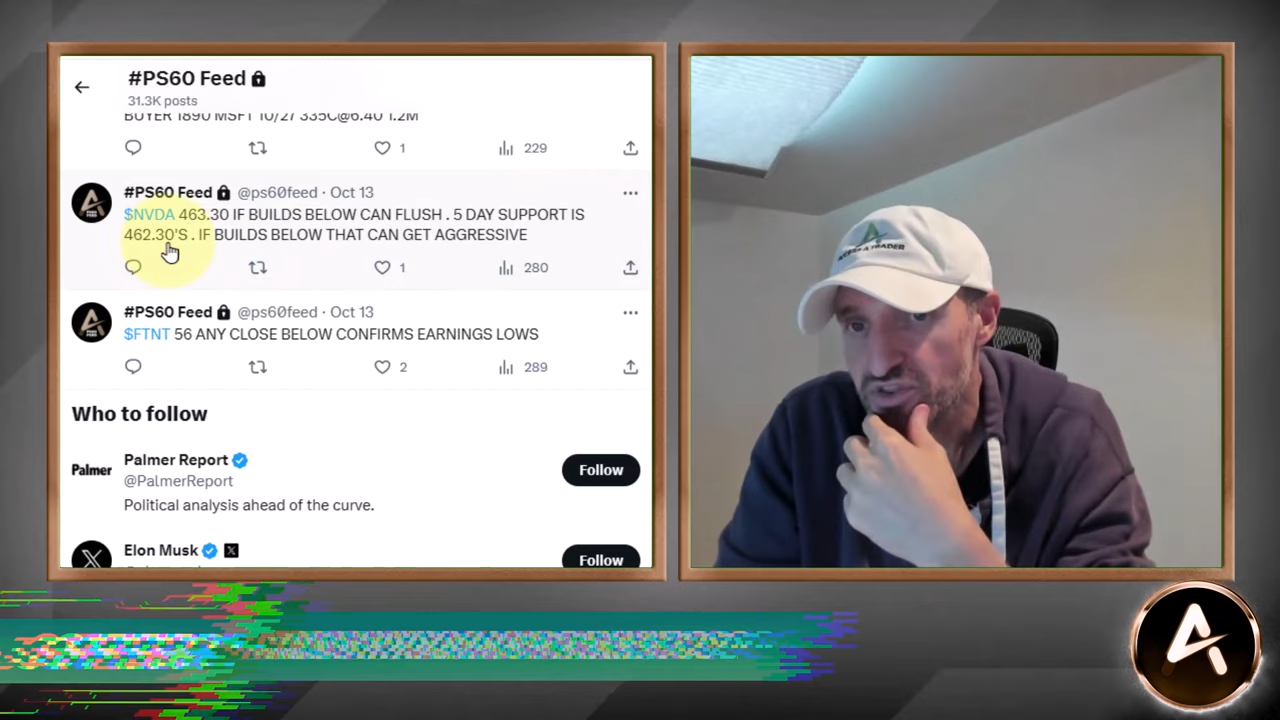 #PS60 Feed
31.3K posts
BUYER 1890 MSFT 10/27 335C@6.40 1.2M
1
229
#PS60 Feed @ps60feed · Oct 13
$NVDA 463.30 IF BUILDS BELOW CAN FLUSH . 5 DAY SUPPORT IS
462.30'S . IF BUILDS BELOW THAT CAN GET AGGRESSIVE
1
280
#PS60 Feed @ps60feed · Oct 13
$FTNT 56 ANY CLOSE BELOW CONFIRMS EARNINGS LOWS
2
289
Who to follow
Palmer
Palmer Report
@PalmerReport
Follow
Political analysis ahead of the curve.
Elon Musk
Follow